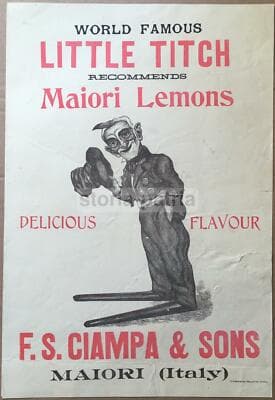 WORLD FAMOUS
LITTLE TITCH
RECOMMENDS
Maiori Lemons
DELICIOUS FLAVOUR
F. S. CIAMPA & SONS
MAIORI (Italy)